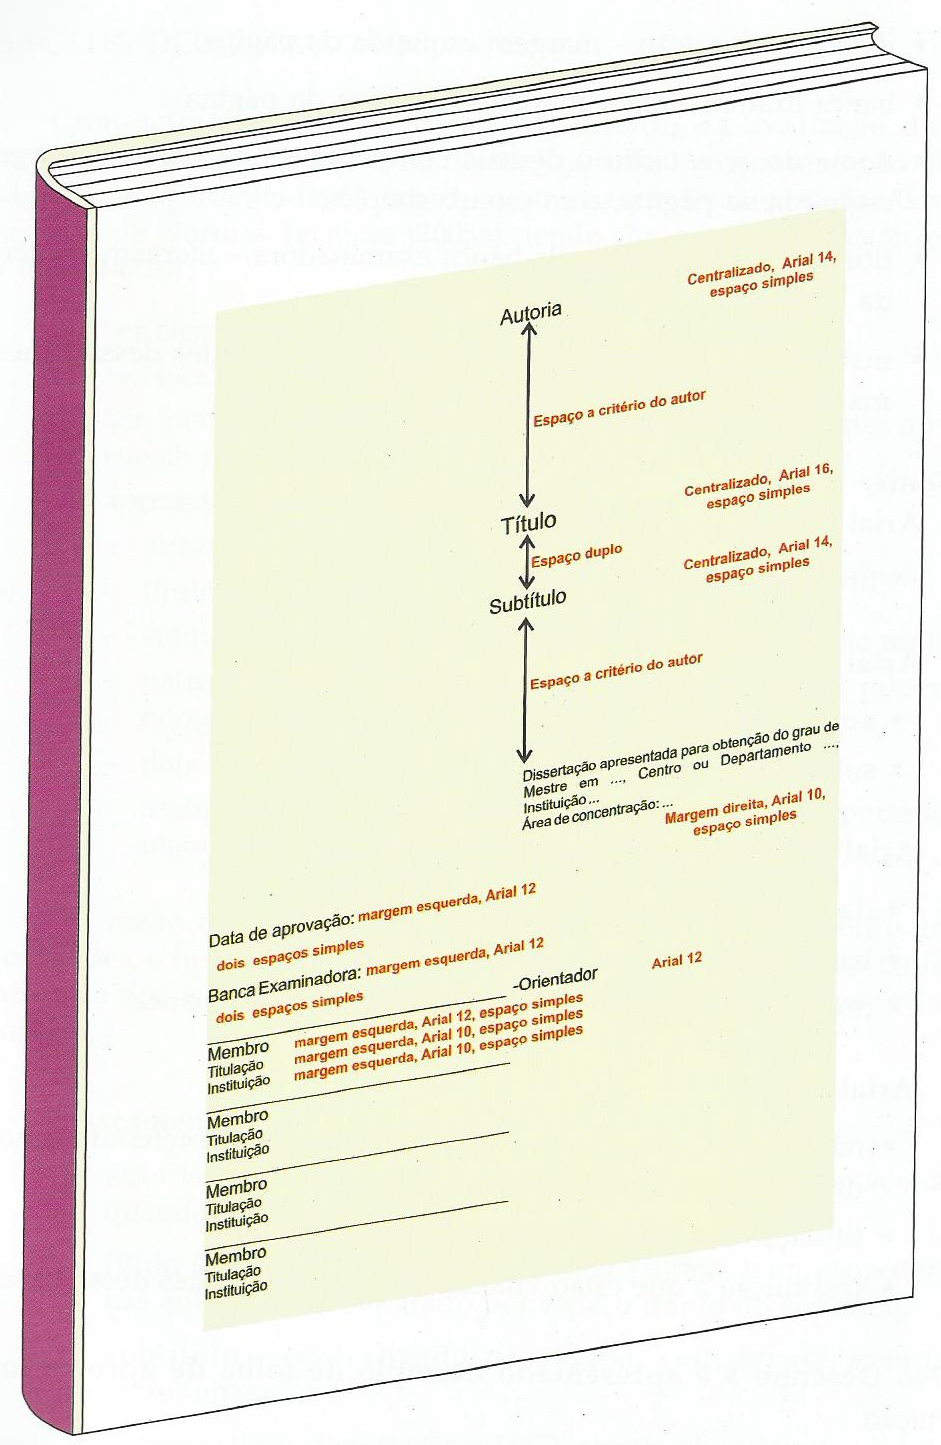 Centralizado, Arial 14,
espaço simples
Autoria
Espaço a critério do autor
Centralizado, Arial 16,
espaço simples
Título
Espaço duplo
Centralizado, Arial 14,
espaço simples
Subtítulo
Espaço a critério do autor
Dissertação apresentada para obtenção do grau de
Mestre em ..., Centro ou Departamento ...,
Instituição...
Área de concentração: ...
Margem direita, Arial 10,
espaço simples
Data de aprovação: margem esquerda, Arial 12
dois espaços simples
Banca Examinadora: margem esquerda, Arial 12
dois espaços simples
-Orientador Arial 12
Membro margem esquerda, Arial 12, espaço simples
Titulação margem esquerda, Arial 10, espaço simples
Instituição margem esquerda, Arial 10, espaço simples
Membro
Titulação
Instituição
Membro
Titulação
Instituição
Membro
Titulação
Instituição